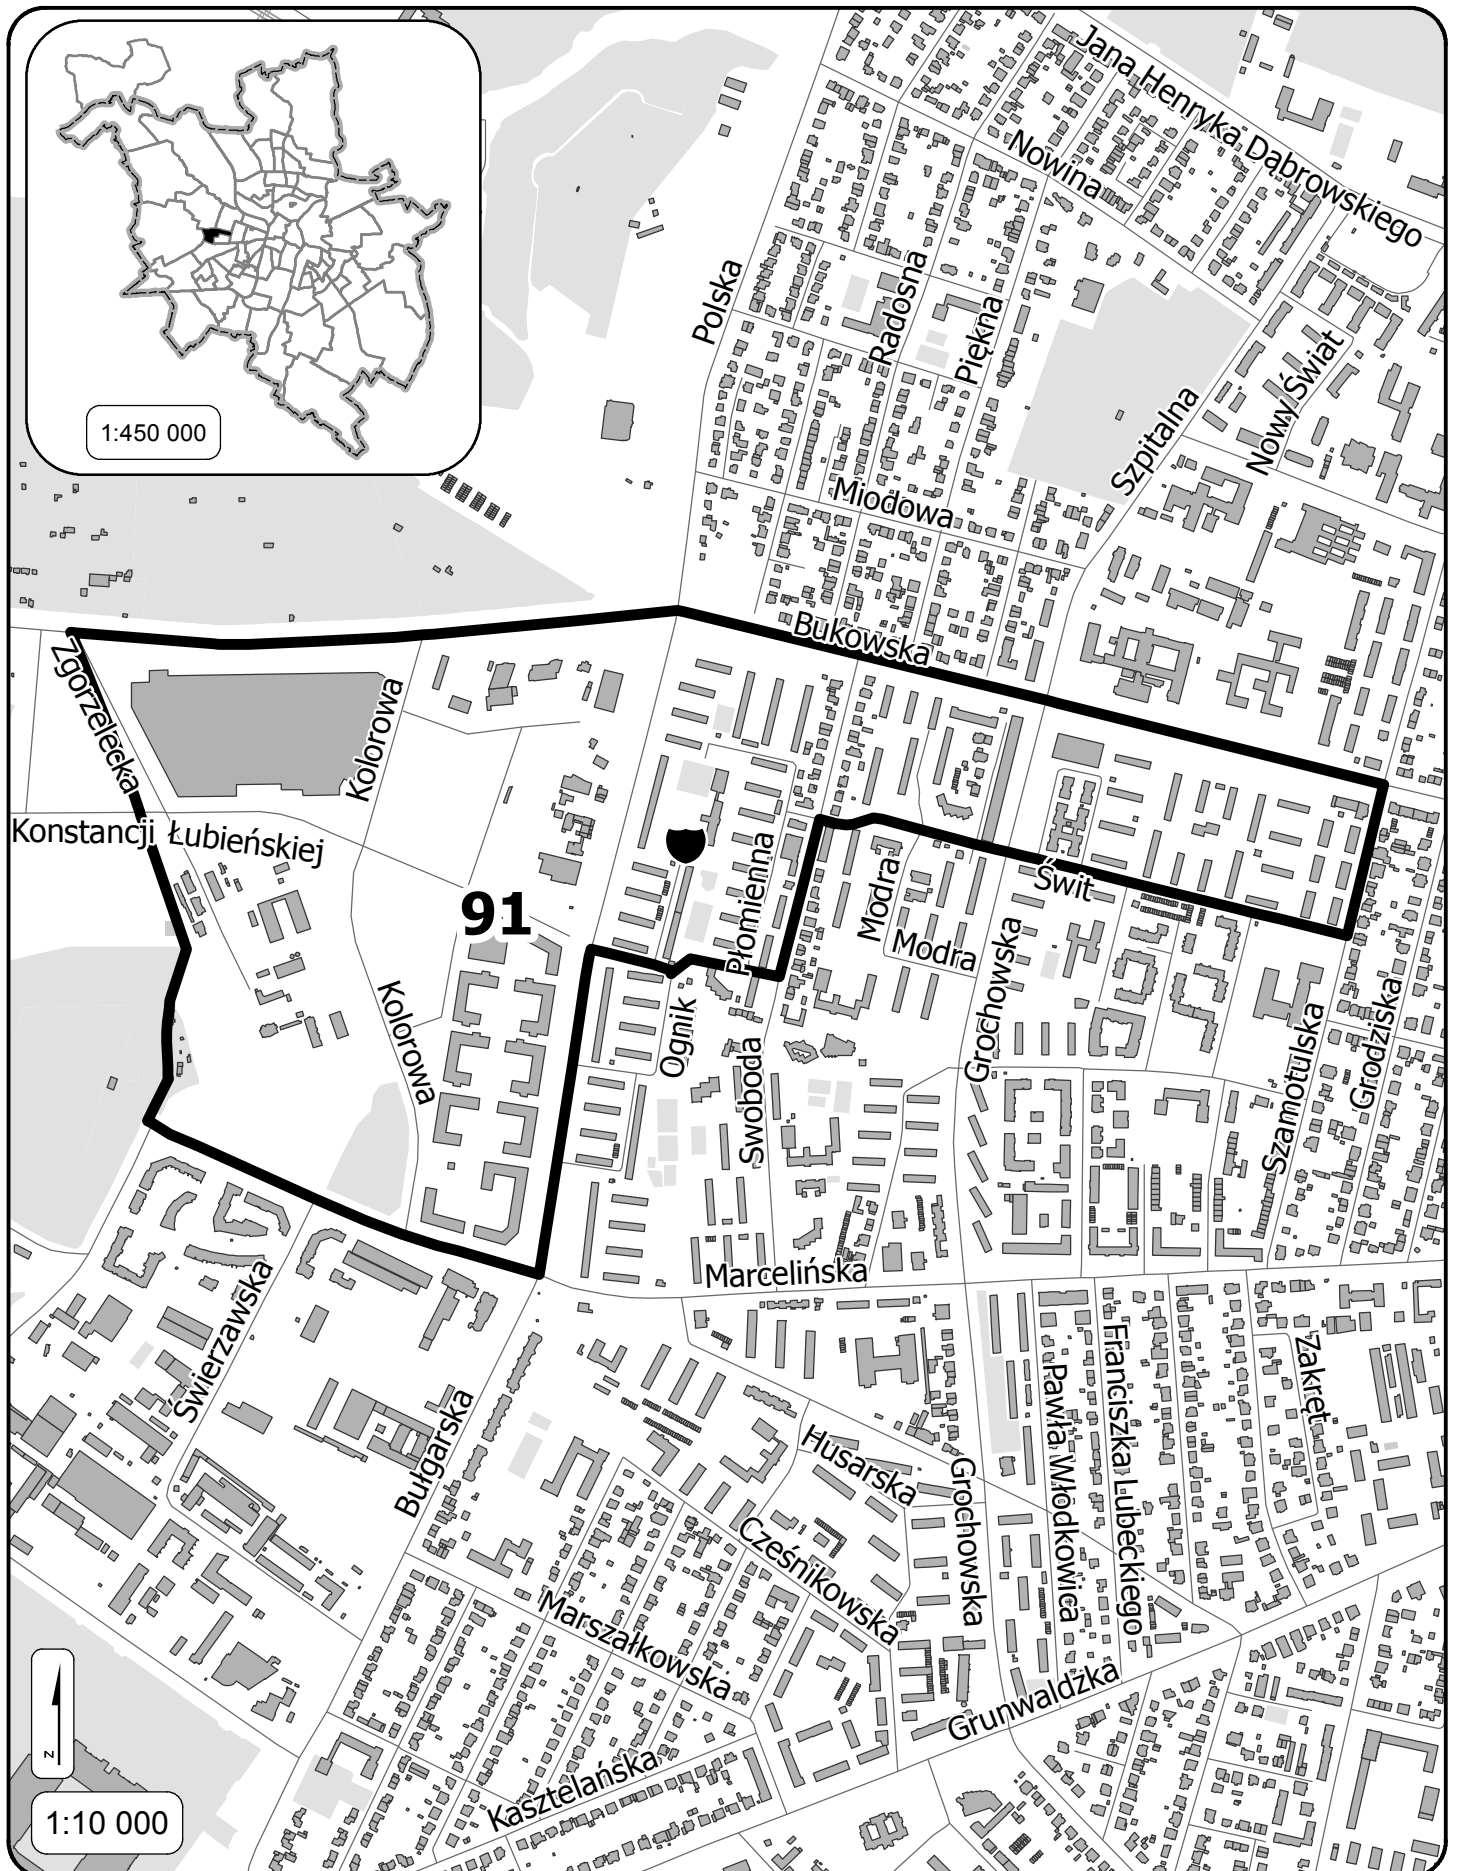 1:450 000
Jana Henryka Dąbrowskiego
Nowina
Polska
Radosna
Piękna
Nowy Świat
Szpitalna
Miodowa
Bukowska
Zgorzelecka
Kolorowa
Konstancji Łubieńskiej
Płomienna
Modra
Świt
91
Modra
Grochowska
Kolorowa
Ognik
Swoboda
Szamotulska
Grodziska
Marcelińska
Świerzawska
Bułgarska
Husarska
Grochowska
Pawła Włodkowica
Franciszka Lubeckiego
Zakręt
Cześnikowska
Marszałkowska
Grunwaldzka
Kasztelańska
N
1:10 000